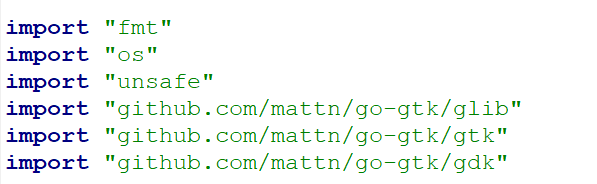 import "fmt"
import "os"
import "unsafe"
import "github.com/mattn/go-gtk/glib"
import "github.com/mattn/go-gtk/gtk"
import "github.com/mattn/go-gtk/gdk"